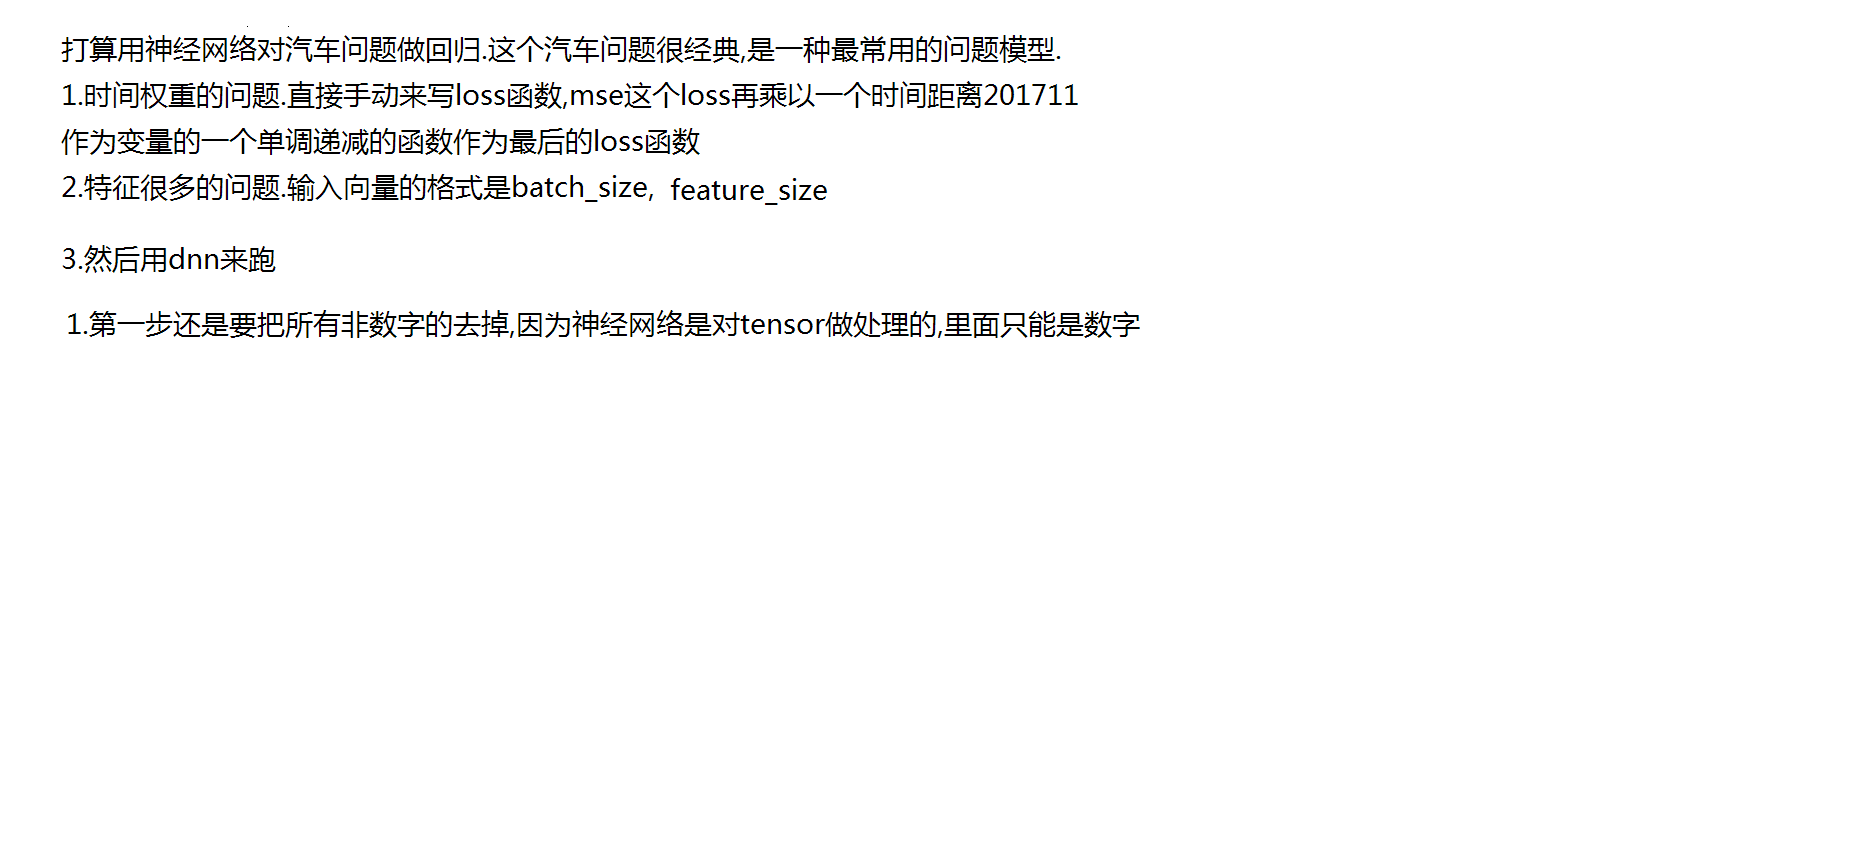 打算用神经网络对汽车问题做回归.这个汽车问题很经典,是一种最常用的问题模型.
1.时间权重的问题.直接手动来写loss函数,mse这个loss再乘以一个时间距离201711
作为变量的一个单调递减的函数作为最后的loss函数
2.特征很多的问题.输入向量的格式是batch_size, feature_size
3.然后用dnn来跑
1.第一步还是要把所有非数字的去掉,因为神经网络是对tensor做处理的,里面只能是数字